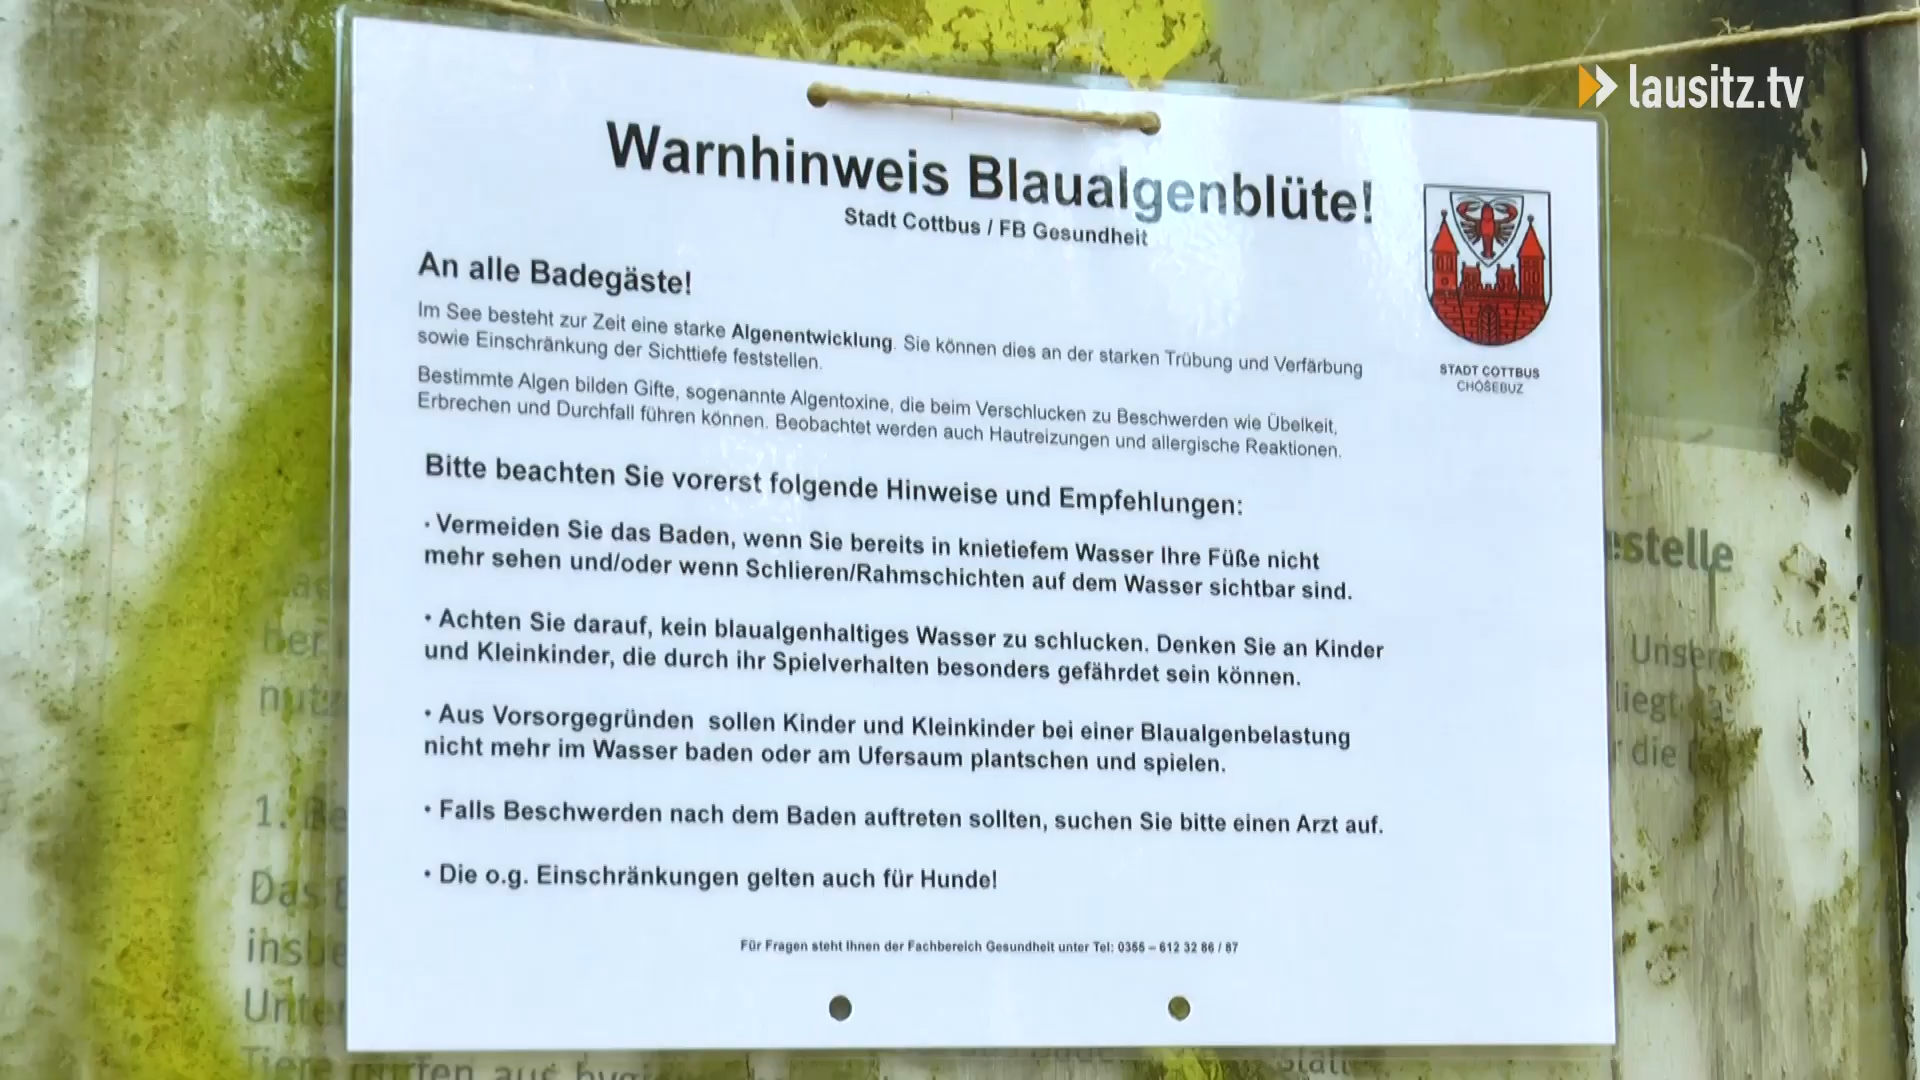 lausitz.tv
Warnhinweis Blaualgenblüte!
Stadt Cottbus / FB Gesundheit
STADT COTTBUS
CHÓŚEBUZ
An alle Badegäste!
Im See besteht zur Zeit eine starke Algenentwicklung. Sie können dies an der starken Trübung und Verfärbung
sowie Einschränkung der Sichttiefe feststellen.
Bestimmte Algen bilden Gifte, sogenannte Algentoxine, die beim Verschlucken zu Beschwerden wie Übelkeit,
Erbrechen und Durchfall führen können. Beobachtet werden auch Hautreizungen und allergische Reaktionen.
Bitte beachten Sie vorerst folgende Hinweise und Empfehlungen:
• Vermeiden Sie das Baden, wenn Sie bereits in knietiefem Wasser Ihre Füße nicht
mehr sehen und/oder wenn Schlieren/Rahmschichten auf dem Wasser sichtbar sind.
• Achten Sie darauf, kein blaualgenhaltiges Wasser zu schlucken. Denken Sie an Kinder
und Kleinkinder, die durch ihr Spielverhalten besonders gefährdet sein können.
• Aus Vorsorgegründen sollen Kinder und Kleinkinder bei einer Blaualgenbelastung
nicht mehr im Wasser baden oder am Ufersaum plantschen und spielen.
• Falls Beschwerden nach dem Baden auftreten sollten, suchen Sie bitte einen Arzt auf.
• Die o.g. Einschränkungen gelten auch für Hunde!
Für Fragen steht Ihnen der Fachbereich Gesundheit unter Tel: 0355 – 612 32 86 / 87
estelle
liegt
die
1.
Das